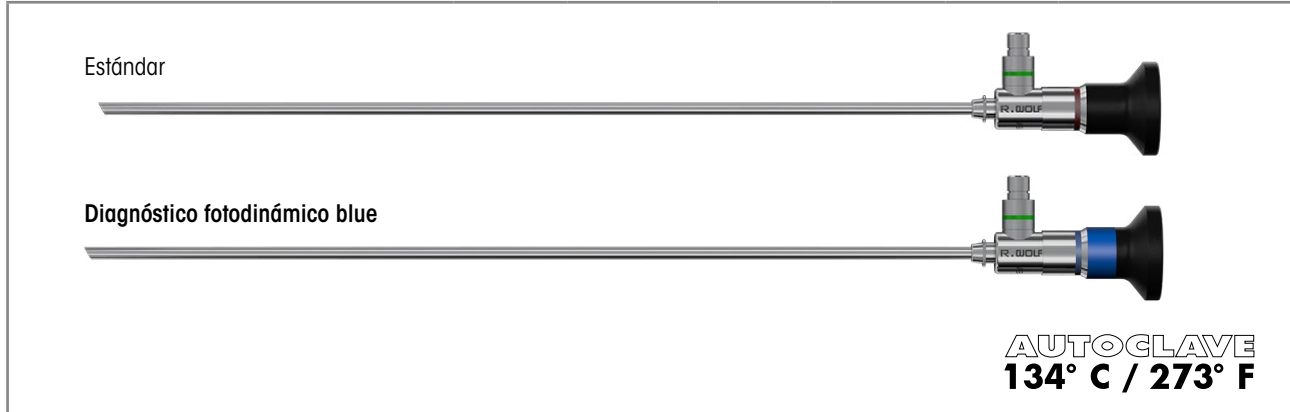 Estándar
R.WOLF
Diagnóstico fotodinámico blue
R.WOLF
AUTOCLAVE
134° C / 273° F